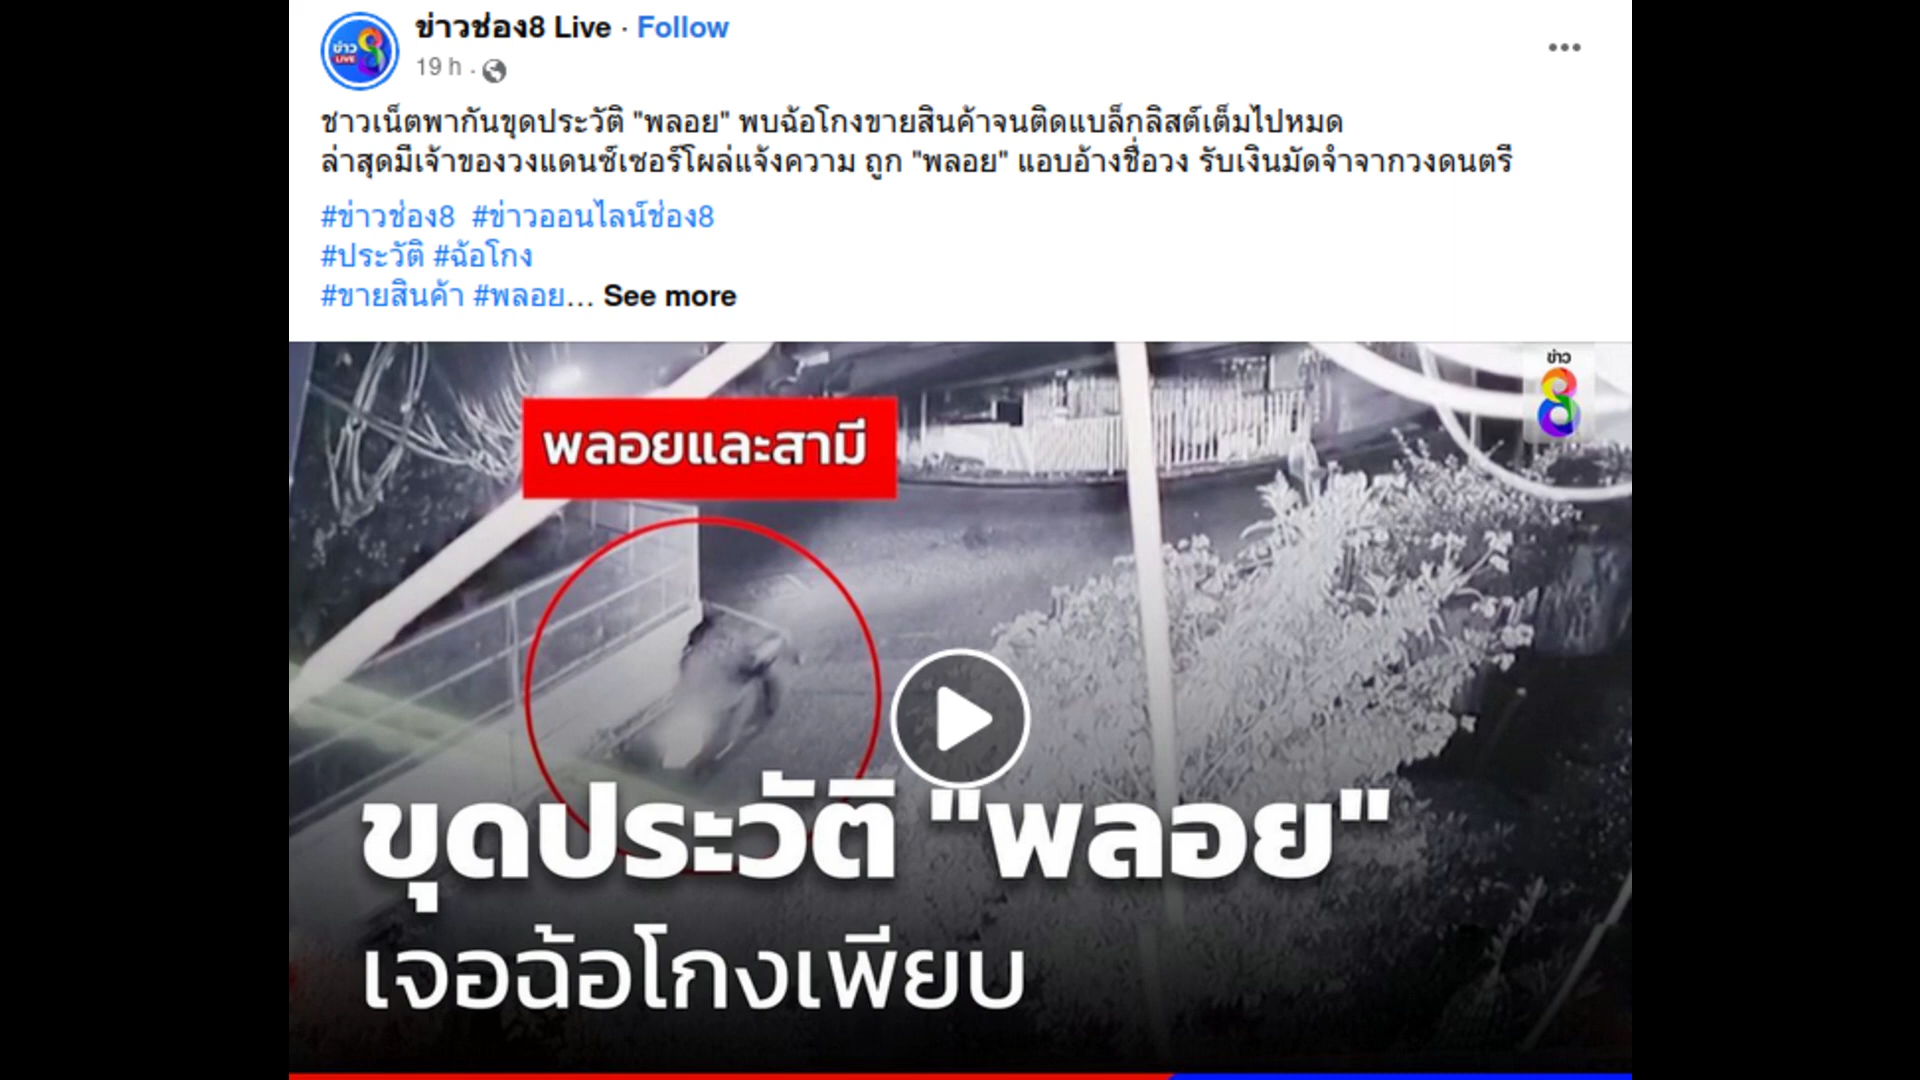 ข่าวช่อง8 Live · Follow
19 h ·
ข่าว 8
LIVE
ชาวเน็ตพากันขุดประวัติ "พลอย" พบฉ้อโกงขายสินค้าจนติดแบล็กลิสต์เต็มไปหมด
ล่าสุดมีเจ้าของวงแดนซ์เซอร์โผล่แจ้งความ ถูก "พลอย" แอบอ้างชื่อวง รับเงินมัดจำจากวงดนตรี
#ข่าวช่อง8 #ข่าวออนไลน์ช่อง8
#ประวัติ #ฉ้อโกง
#ขายสินค้า #พลอย… See more
ข่าว
8
พลอยและสามี
ขุดประวัติ "พลอย"
เจอฉ้อโกงเพียบ